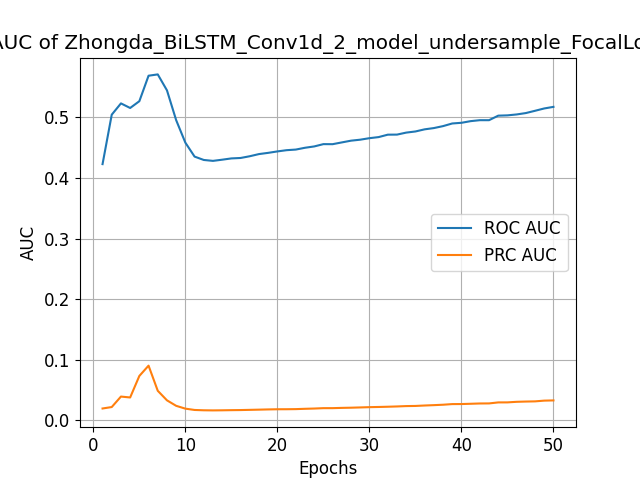 AUC of Zhongda_BiLSTM_Conv1d_2_model_undersample_FocalLo
0.5
0.4
0.3
0.2
0.1
0.0
AUC
ROC AUC
PRC AUC
0 10 20 30 40 50
Epochs